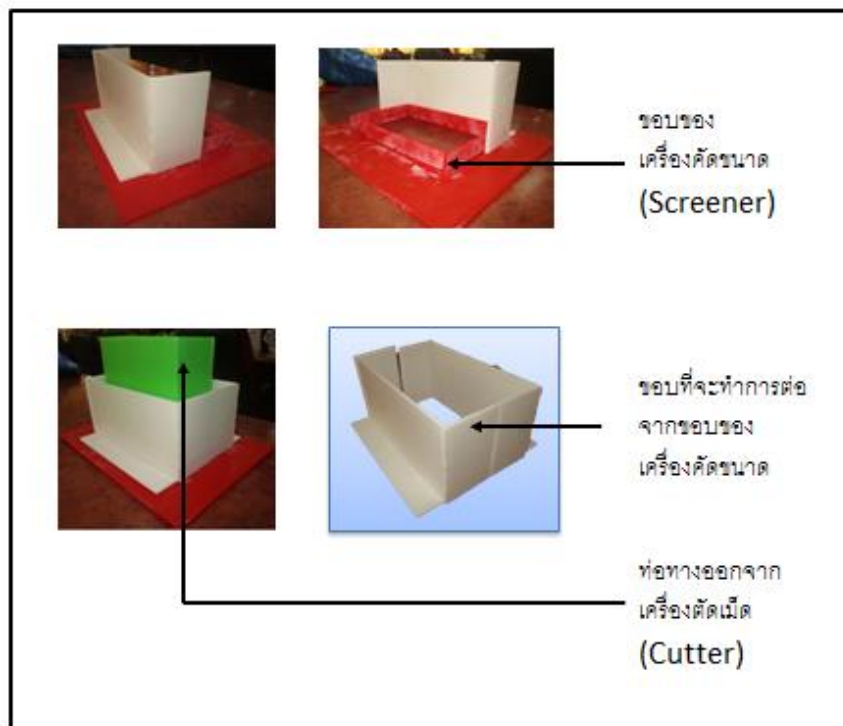 ขอบของ
เครื่องคัดขนาด
(Screener)
ขอบที่จะทำการต่อ
จากขอบของ
เครื่องคัดขนาด
ท่อทางออกจาก
เครื่องตัดเม็ด
(Cutter)